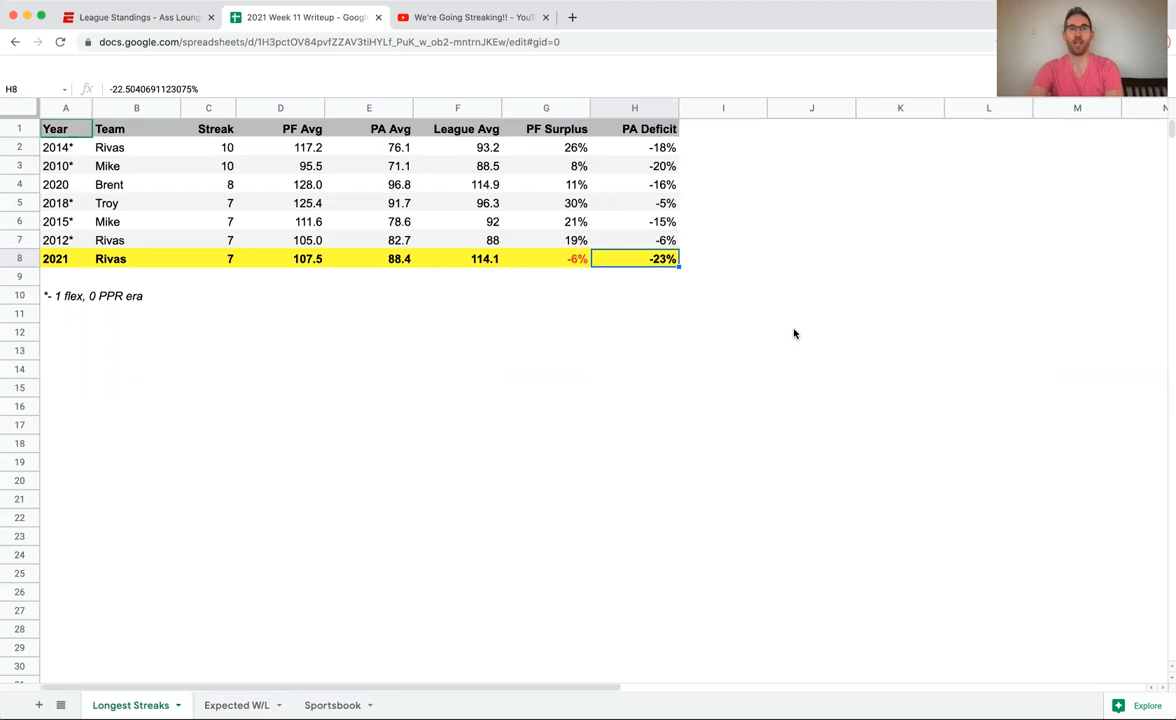 League Standings - Ass Loung
2021 Week 11 Writeup - Google
We're Going Streaking!! - YouT
docs.google.com/spreadsheets/d/1H3pctOV84pvfZZAV3tiHYLf_PuK_w_ob2-mntrnJKEw/edit#gid=0
H8 fx -22.5040691123075%
A B C D E F G H I J K L M N
1 Year Team Streak PF Avg PA Avg League Avg PF Surplus PA Deficit
2 2014* Rivas 10 117.2 76.1 93.2 26% -18%
3 2010* Mike 10 95.5 71.1 88.5 8% -20%
4 2020 Brent 8 128.0 96.8 114.9 11% -16%
5 2018* Troy 7 125.4 91.7 96.3 30% -5%
6 2015* Mike 7 111.6 78.6 92 21% -15%
7 2012* Rivas 7 105.0 82.7 88 19% -6%
8 2021 Rivas 7 107.5 88.4 114.1 -6% -23%
9
10 *- 1 flex, 0 PPR era
11
12
13
14
15
16
17
18
19
20
21
22
23
24
25
26
27
28
29
30
Longest Streaks Expected W/L Sportsbook Explore